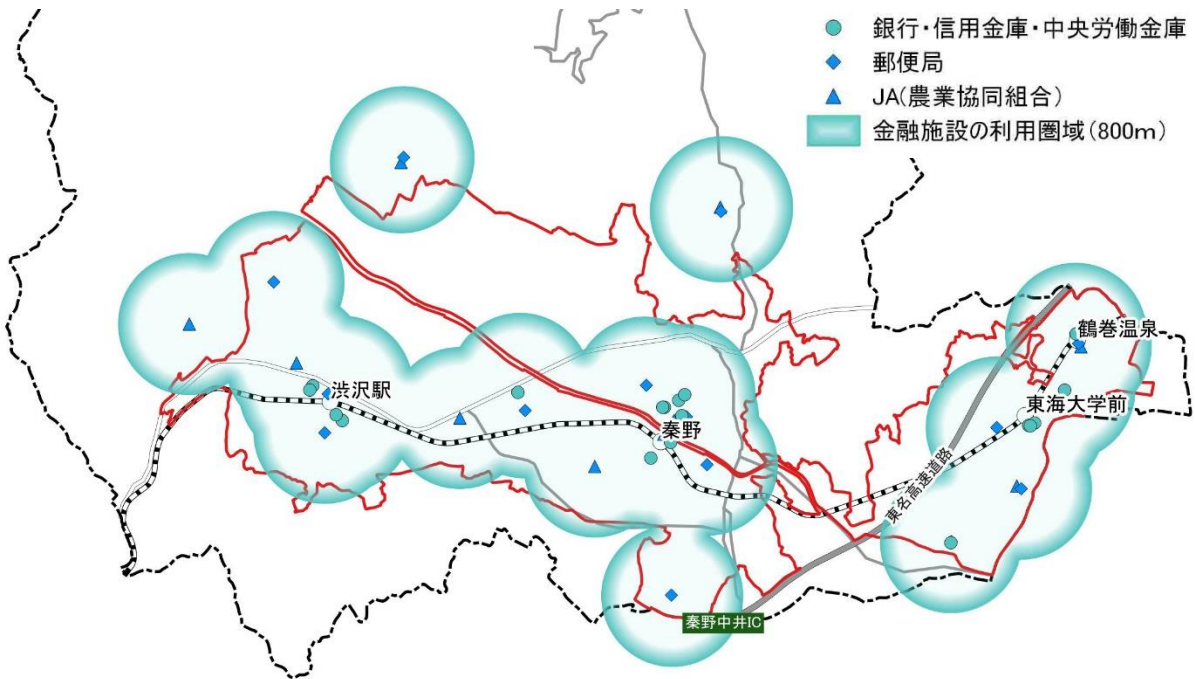 銀行・信用金庫・中央労働金庫
郵便局
JA(農業協同組合)
金融施設の利用圏域(800m)
鶴巻温泉
渋沢駅
東海大学前
秦野
東名高速道路
秦野中井IC